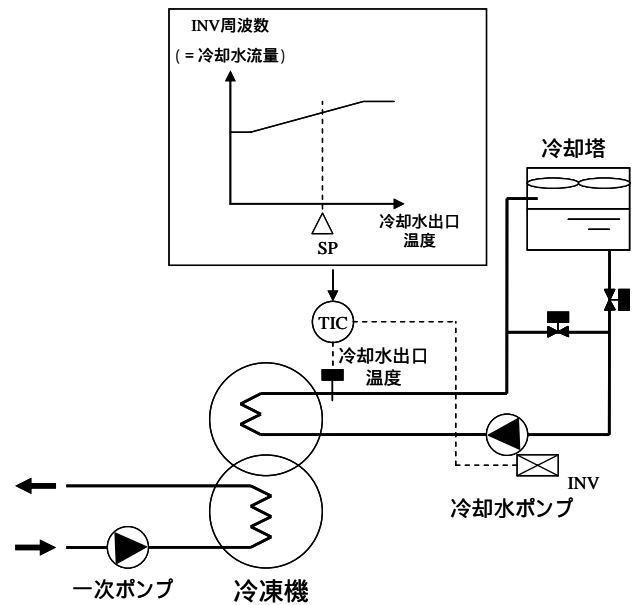 INV周波数
（＝冷却水流量）
冷却水出口
温度
SP
冷却塔
TIC
冷却水出口
温度
INV
冷却水ポンプ
一次ポンプ
冷凍機